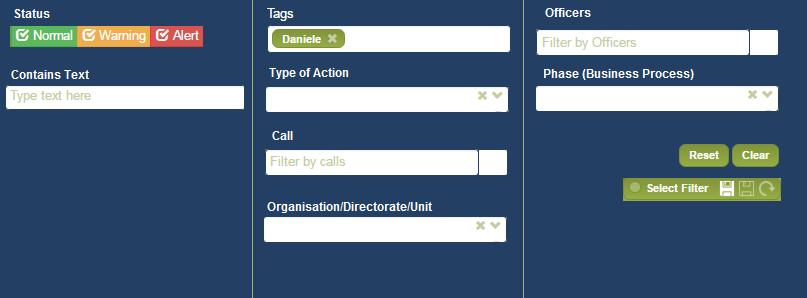 Status
Normal Warning Alert
Contains Text
Type text here
Tags
Daniele
Type of Action
Call
Filter by calls
Organisation/Directorate/Unit
Officers
Filter by Officers
Phase (Business Process)
Reset Clear
Select Filter